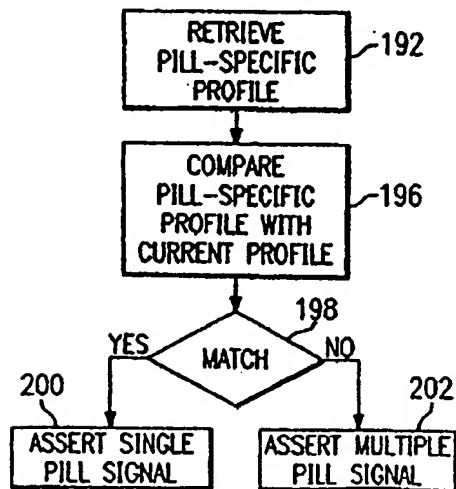 RETRIEVE
PILL-SPECIFIC
PROFILE
192
COMPARE
PILL-SPECIFIC
PROFILE WITH
CURRENT PROFILE
196
198
YES
MATCH
NO
200
202
ASSERT SINGLE
PILL SIGNAL
ASSERT MULTIPLE
PILL SIGNAL